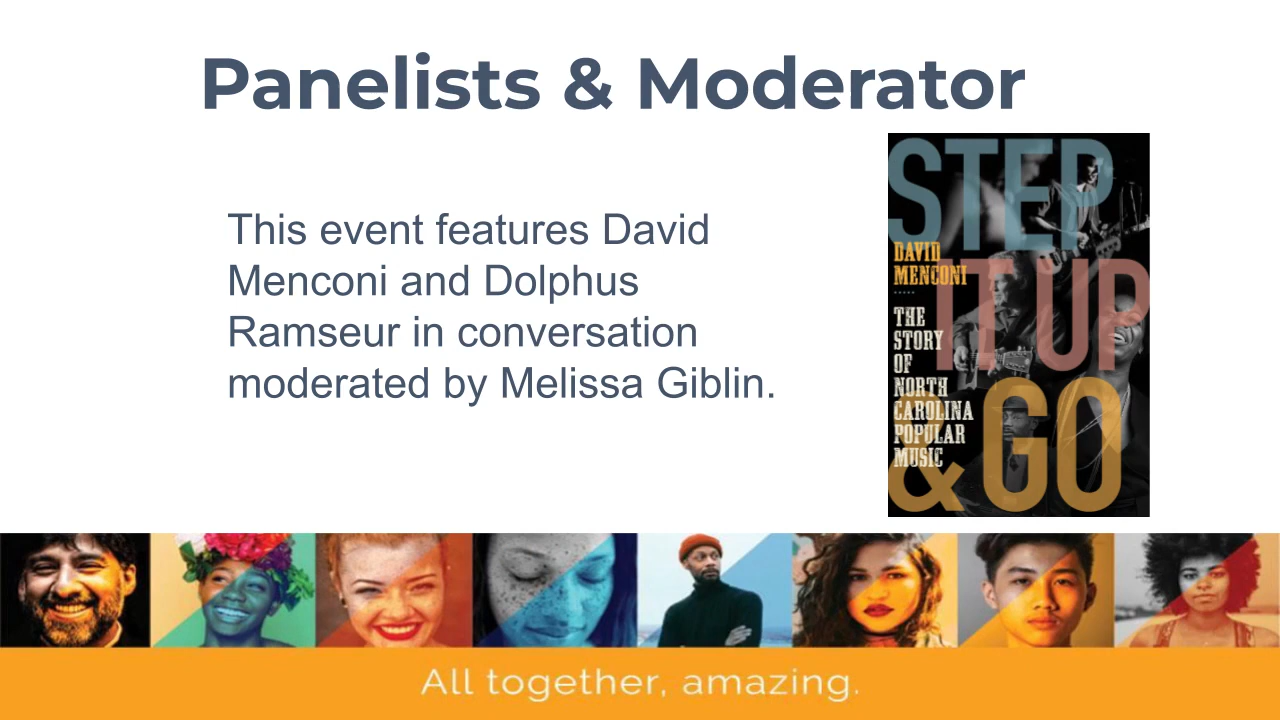 Panelists & Moderator
This event features David
Menconi and Dolphus
Ramseur in conversation
moderated by Melissa Giblin.
STEP
DAVID
MENCONI
IT UP
THE
STORY
OF
NORTH
CAROLINA
POPULAR
MUSIC
& GO
All together, amazing.